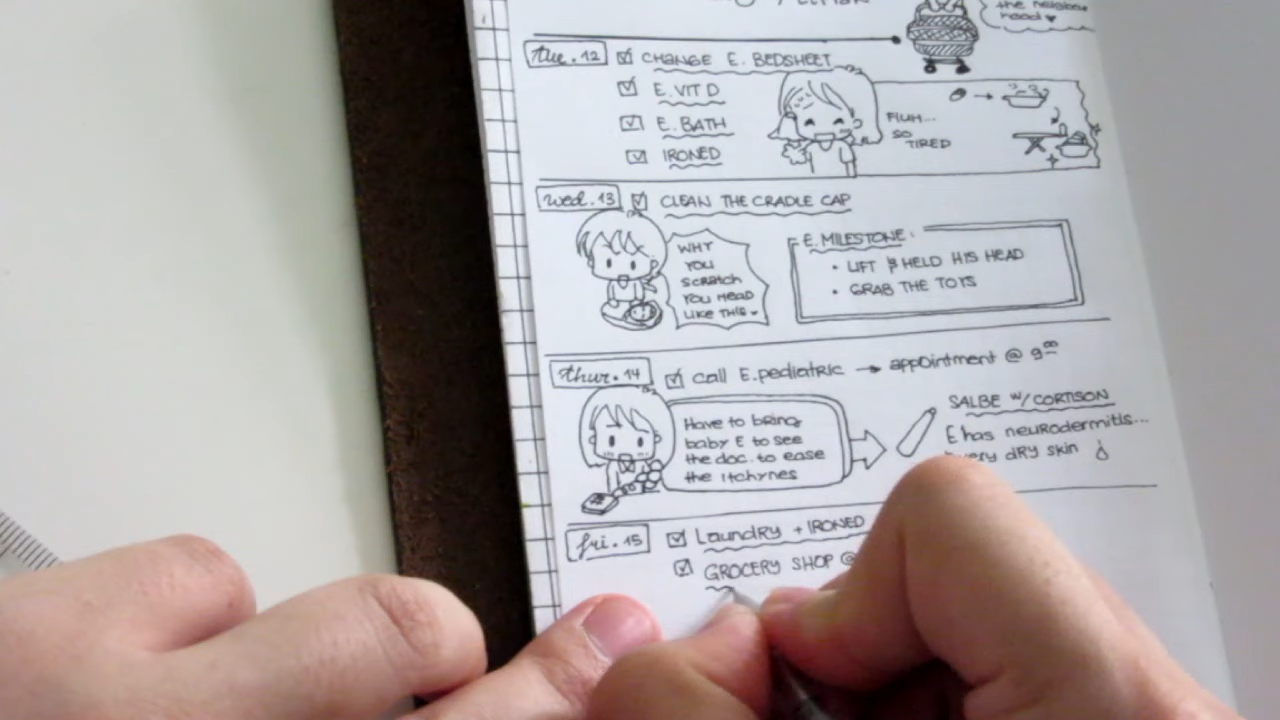 the neighbor
hood
tue.12 CHANGE E. BEDSHEET
E. VIT D
E. BATH
IRONED
FIUH...
SO
TIRED
wed.13 CLEAN THE CRADLE CAP
WHY
YOU
SCRATCH
YOU HEAD
LIKE THIS
E. MILESTONE:
• LIFT & HELD HIS HEAD
• GRAB THE TOYS
thur.14 call E.pediatric → appointment @ 9⁰⁰
Have to bring
baby E to see
the doc. to ease
the itchynes
SALBE W/ CORTISON
E has neurodermitis...
very dry skin
fri.15 Laundry + IRONED
GROCERY SHOP @